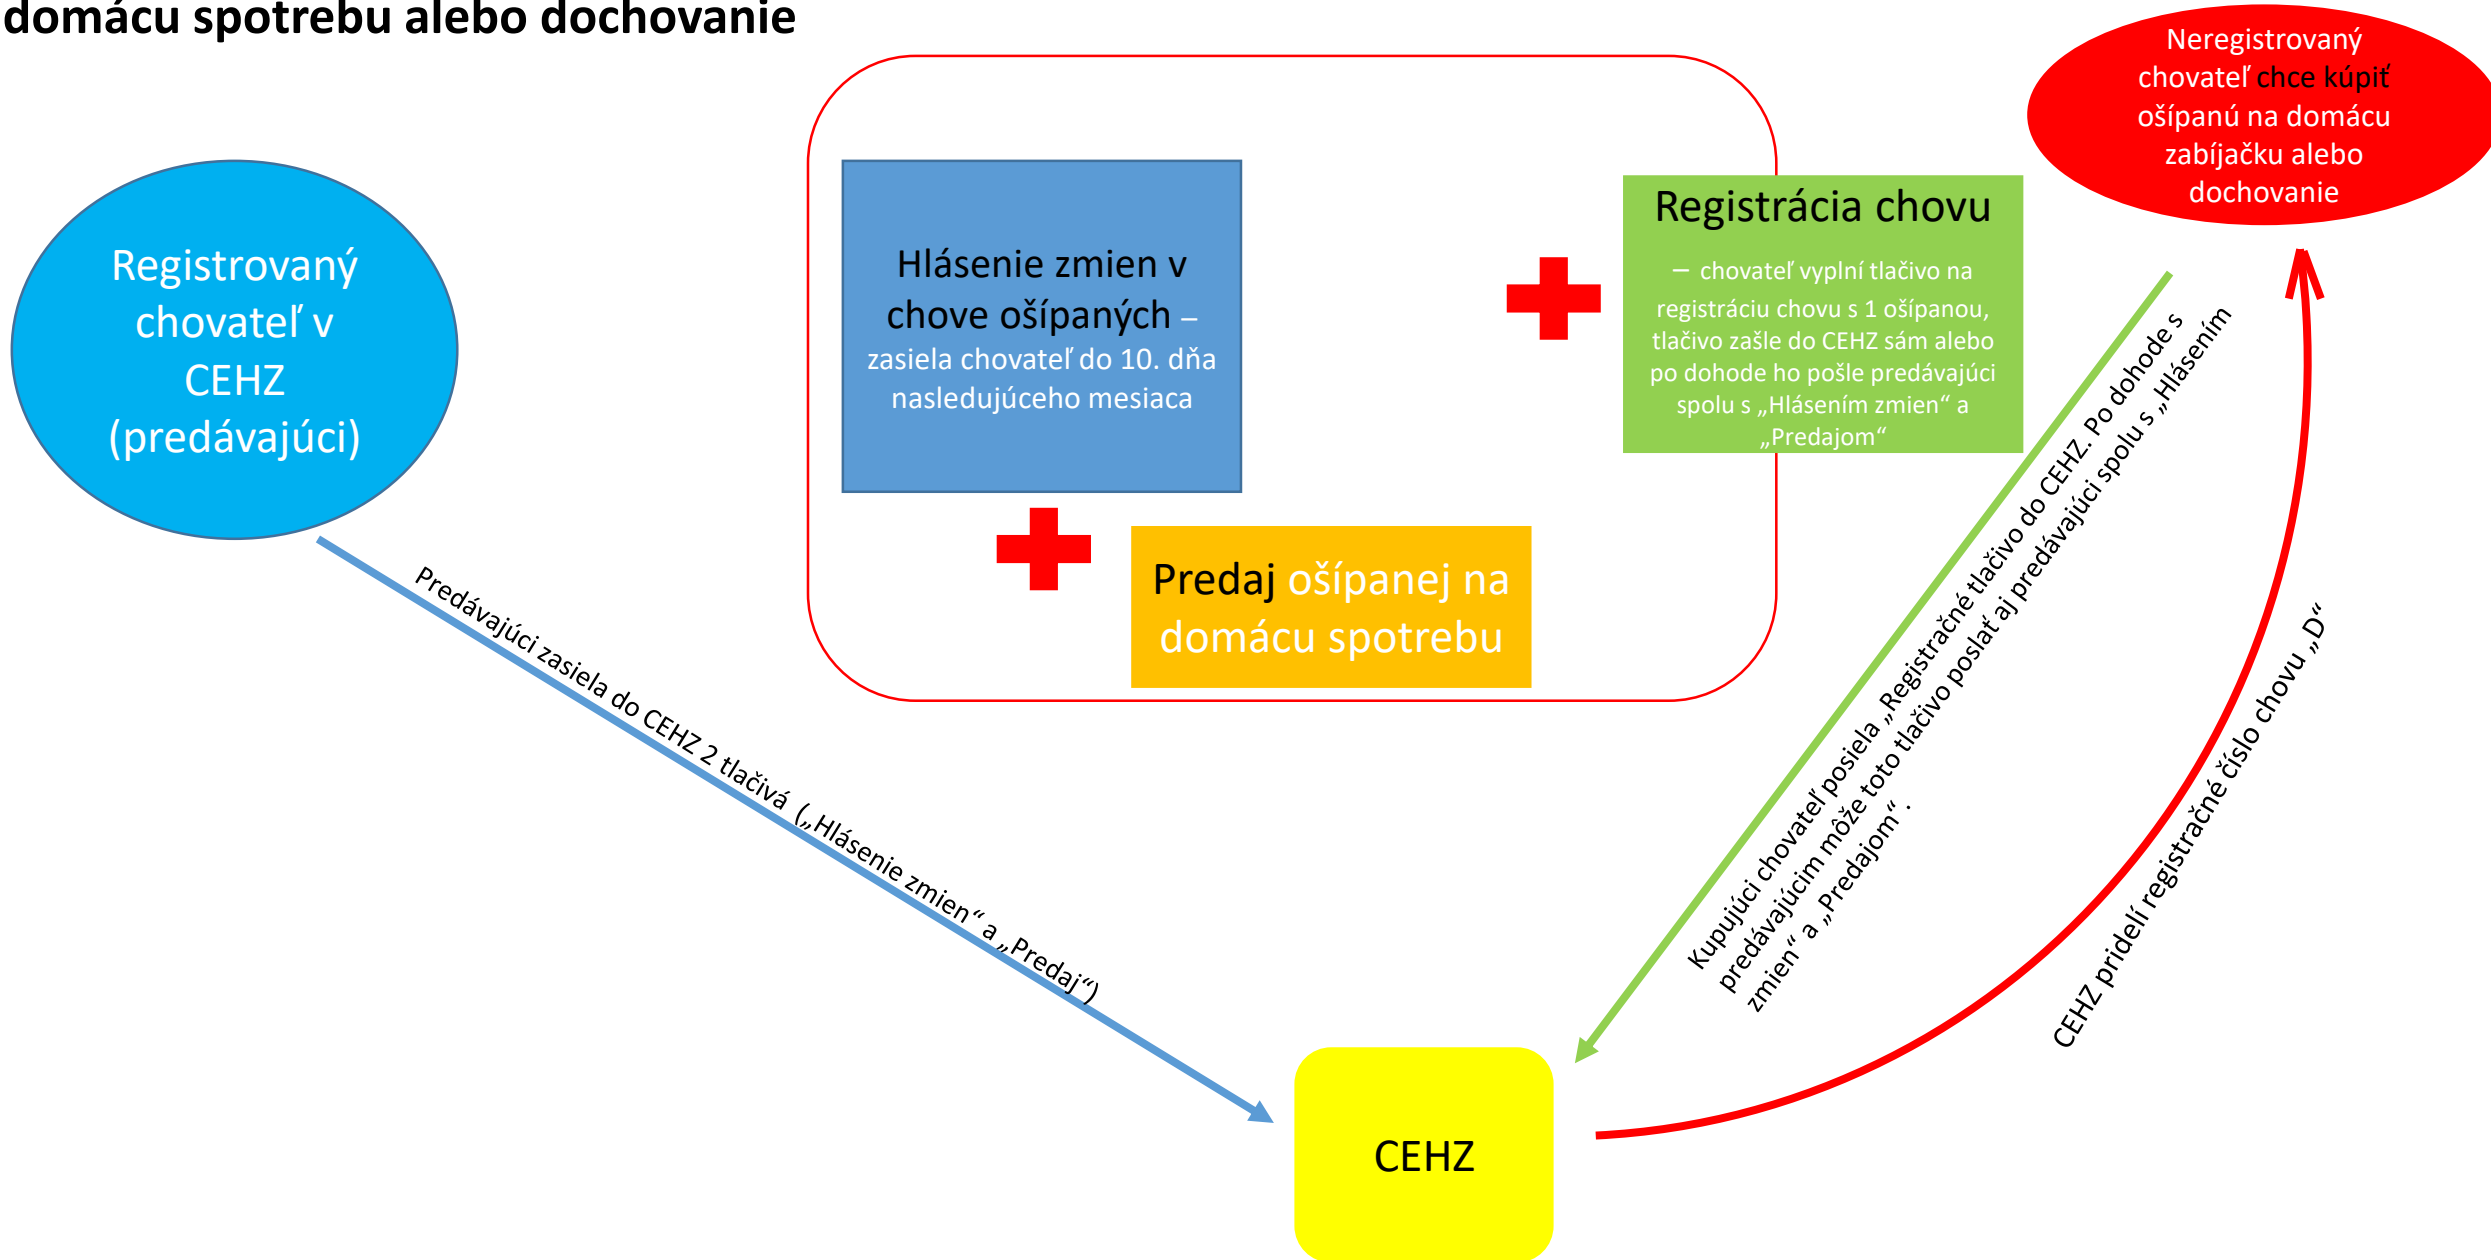 domácu spotrebu alebo dochovanie
Neregistrovaný
chovateľ chce kúpiť
ošípanú na domácu
zabíjačku alebo
dochovanie
Registrovaný
chovateľ v
CEHZ
(predávajúci)
Hlásenie zmien v
chove ošípaných –
zasiela chovateľ do 10. dňa
nasledujúceho mesiaca
Registrácia chovu
– chovateľ vyplní tlačivo na
registráciu chovu s 1 ošípanou,
tlačivo zašle do CEHZ sám alebo
po dohode ho pošle predávajúci
spolu s „Hlásením zmien“ a
„Predajom“
Predaj ošípanej na
domácu spotrebu
Predávajúci zasiela do CEHZ 2 tlačivá („Hlásenie zmien“ a „Predaj“)
Kupujúci chovateľ posiela „Registračné tlačivo do CEHZ. Po dohode s
predávajúcim môže toto tlačivo poslať aj predávajúci spolu s „Hlásením
zmien“ a „Predajom“.
CEHZ pridelí registračné číslo chovu „D“
CEHZ